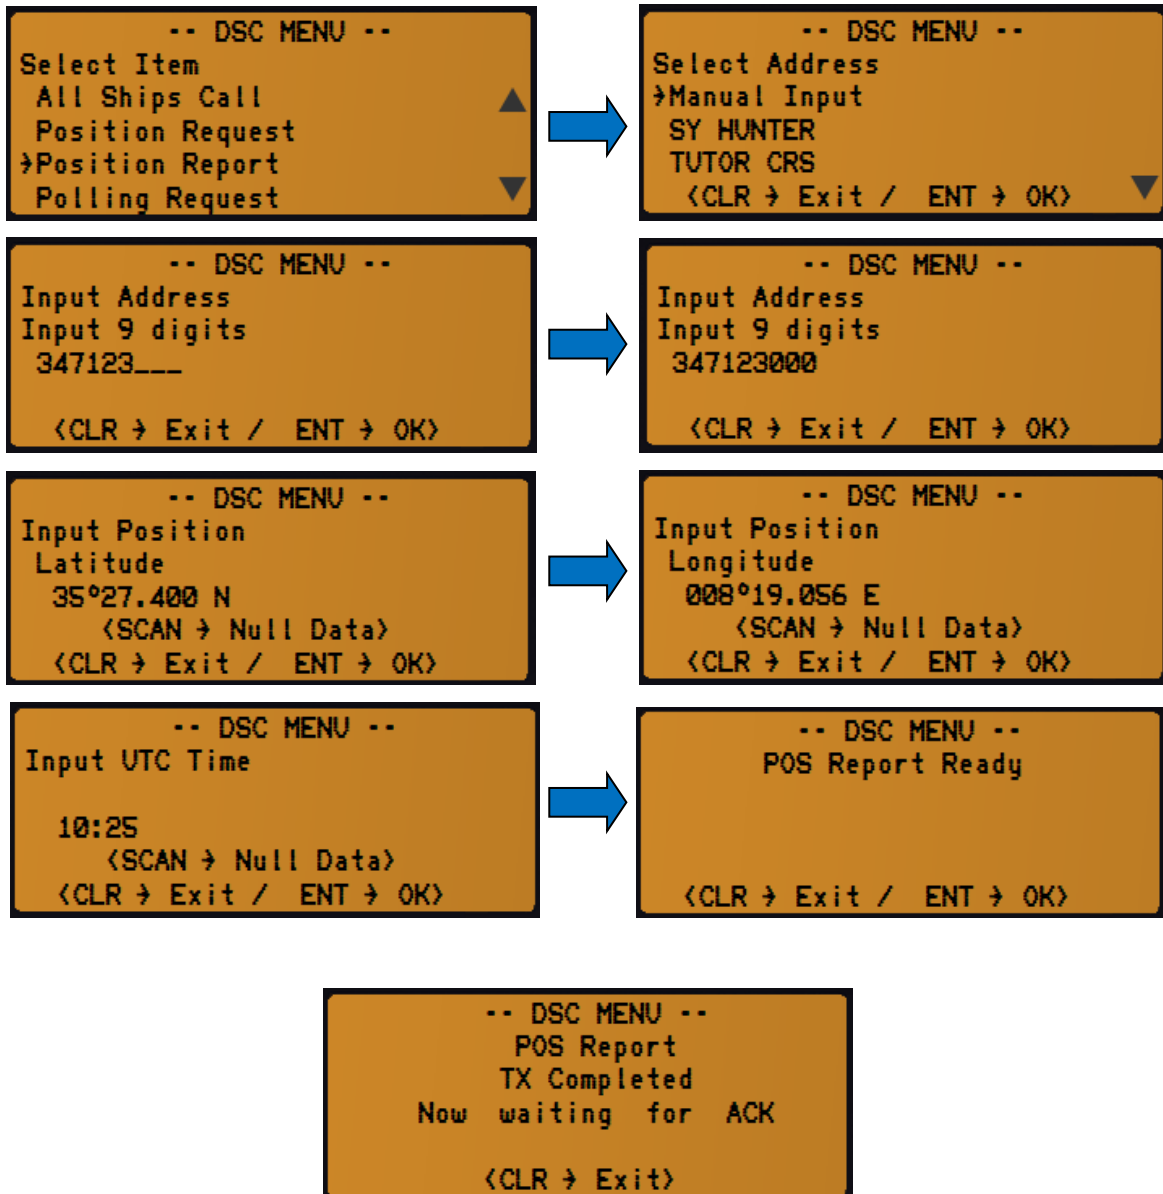 -- DSC MENU --
Select Item
All Ships Call
Position Request
→Position Report
Polling Request
-- DSC MENU --
Select Address
→Manual Input
SY HUNTER
TUTOR CRS
<CLR → Exit / ENT → OK>
-- DSC MENU --
Input Address
Input 9 digits
347123___
<CLR → Exit / ENT → OK>
-- DSC MENU --
Input Address
Input 9 digits
347123000
<CLR → Exit / ENT → OK>
-- DSC MENU --
Input Position
Latitude
35°27.400 N
<SCAN → Null Data>
<CLR → Exit / ENT → OK>
-- DSC MENU --
Input Position
Longitude
008°19.056 E
<SCAN → Null Data>
<CLR → Exit / ENT → OK>
-- DSC MENU --
Input UTC Time
10:25
<SCAN → Null Data>
<CLR → Exit / ENT → OK>
-- DSC MENU --
POS Report Ready
<CLR → Exit / ENT → OK>
-- DSC MENU --
POS Report
TX Completed
Now waiting for ACK
<CLR → Exit>